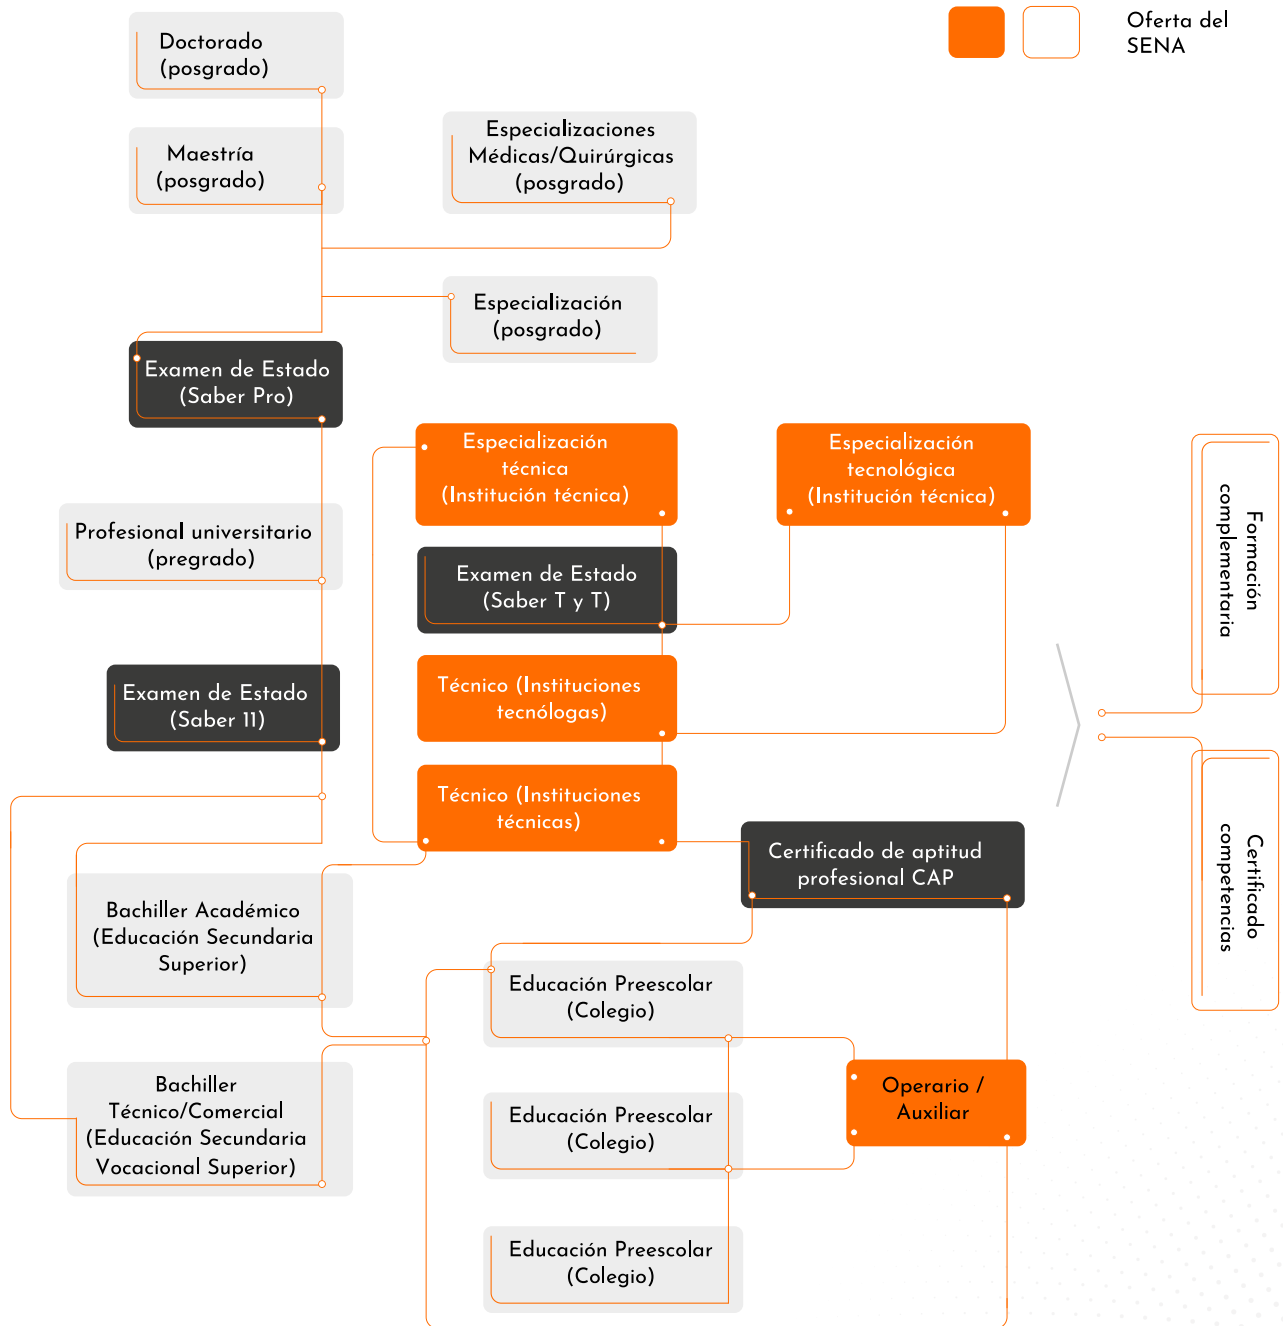 Oferta del
SENA
Doctorado
(posgrado)
Maestría
(posgrado)
Especializaciones
Médicas/Quirúrgicas
(posgrado)
Especialización
(posgrado)
Examen de Estado
(Saber Pro)
Especialización
técnica
(Institución técnica)
Especialización
tecnológica
(Institución técnica)
Profesional universitario
(pregrado)
Examen de Estado
(Saber T y T)
Examen de Estado
(Saber 11)
Técnico (Instituciones
tecnólogas)
Técnico (Instituciones
técnicas)
Certificado de aptitud
profesional CAP
Bachiller Académico
(Educación Secundaria
Superior)
Educación Preescolar
(Colegio)
Bachiller
Técnico/Comercial
(Educación Secundaria
Vocacional Superior)
Educación Preescolar
(Colegio)
Operario /
Auxiliar
Educación Preescolar
(Colegio)
Formación
complementaria
Certificado
competencias